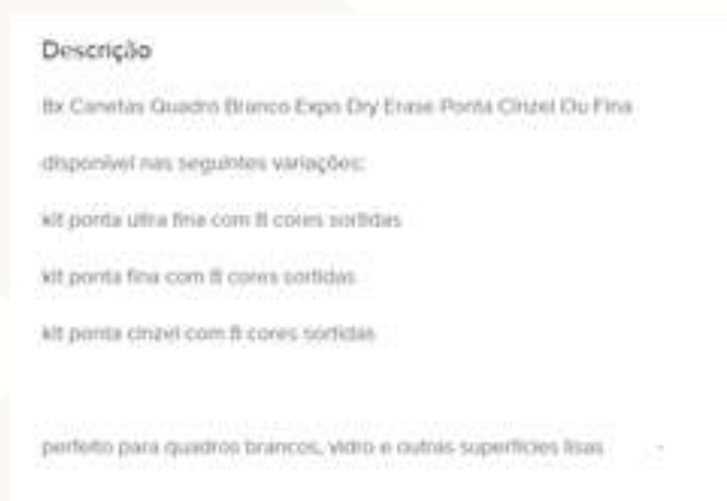 Descrição
8x Canetas Quadro Branco Expo Dry Erase Ponta Cinzel Ou Fina
disponível nas seguintes variações:
kit ponta ultra fina com 8 cores sortidas
kit ponta fina com 8 cores sortidas
kit ponta cinzel com 8 cores sortidas
perfeito para quadros brancos, vidro e outras superfícies lisas